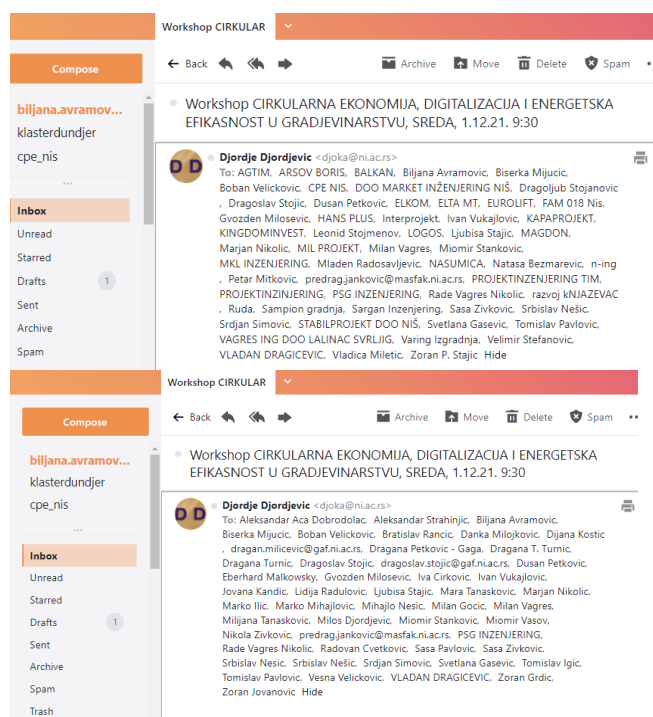 Workshop CIRKULAR
Compose
Back
Archive
Move
Delete
Spam
biljana.avramov...
klasterdundjer
cpe_nis
...
Inbox
Unread
Starred
Drafts 1
Sent
Archive
Spam
Workshop CIRKULARNA EKONOMIJA, DIGITALIZACIJA I ENERGETSKA
EFIKASNOST U GRADJEVINARSTVU, SREDA, 1.12.21. 9:30
D D
Djordje Djordjevic <djoka@ni.ac.rs>
To: AGTIM, ARSOV BORIS, BALKAN, Biljana Avramovic, Biserka Mijucic,
Boban Velickovic, CPE NIS, DOO MARKET INŽENJERING NIŠ, Dragoljub Stojanovic
, Dragoslav Stojic, Dusan Petkovic, ELKOM, ELTA MT, EUROLIFT, FAM 018 Nis,
Gvozden Milosevic, HANS PLUS, Interprojekt, Ivan Vukajlovic, KAPAPROJEKT,
KINGDOMINVEST, Leonid Stojmenov, LOGOS, Ljubisa Stajic, MAGDON,
Marjan Nikolic, MIL PROJEKT, Milan Vagres, Miomir Stankovic,
MKL INZENJERING, Mladen Radosavljevic, NASUMICA, Natasa Bezmarevic, n-ing
, Petar Mitkovic, predrag.jankovic@masfak.ni.ac.rs, PROJEKTINZENJERING TIM,
PROJEKTINZINJERING, PSG INZENJERING, Rade Vagres Nikolic, razvoj kNJAZEVAC
, Ruda, Sampion gradnja, Sargan Inzenjering, Sasa Zivkovic, Srbislav Nešic,
Srdjan Simovic, STABILPROJEKT DOO NIŠ, Svetlana Gasevic, Tomislav Pavlovic,
VAGRES ING DOO LALINAC SVRLJIG, Varing Izgradnja, Velimir Stefanovic,
VLADAN DRAGICEVIC, Vladica Miletic, Zoran P. Stajic Hide
Workshop CIRKULAR
Compose
Back
Archive
Move
Delete
Spam
biljana.avramov...
klasterdundjer
cpe_nis
...
Inbox
Unread
Starred
Drafts 1
Sent
Archive
Spam
Trash
Workshop CIRKULARNA EKONOMIJA, DIGITALIZACIJA I ENERGETSKA
EFIKASNOST U GRADJEVINARSTVU, SREDA, 1.12.21. 9:30
D D
Djordje Djordjevic <djoka@ni.ac.rs>
To: Aleksandar Aca Dobrodolac, Aleksandar Strahinjic, Biljana Avramovic,
Biserka Mijucic, Boban Velickovic, Bratislav Rancic, Danka Milojkovic, Dijana Kostic
, dragan.milicevic@gaf.ni.ac.rs, Dragana Petkovic - Gaga, Dragana T. Turnic,
Dragana Turnic, Dragoslav Stojic, dragoslav.stojic@gaf.ni.ac.rs, Dusan Petkovic,
Eberhard Malkowsky, Gvozden Milosevic, Iva Cirkovic, Ivan Vukajlovic,
Jovana Kandic, Lidija Radulovic, Ljubisa Stajic, Mara Tanaskovic, Marjan Nikolic,
Marko Ilic, Marko Mihajlovic, Mihajlo Nesic, Milan Gocic, Milan Vagres,
Milijana Tanaskovic, Milos Djordjevic, Miomir Stankovic, Miomir Vasov,
Nikola Zivkovic, predrag.jankovic@masfak.ni.ac.rs, PSG INZENJERING,
Rade Vagres Nikolic, Radovan Cvetkovic, Sasa Pavlovic, Sasa Zivkovic,
Srbislav Nesic, Srbislav Nešic, Srdjan Simovic, Svetlana Gasevic, Tomislav Igic,
Tomislav Pavlovic, Vesna Velickovic, VLADAN DRAGICEVIC, Zoran Grdic,
Zoran Jovanovic Hide